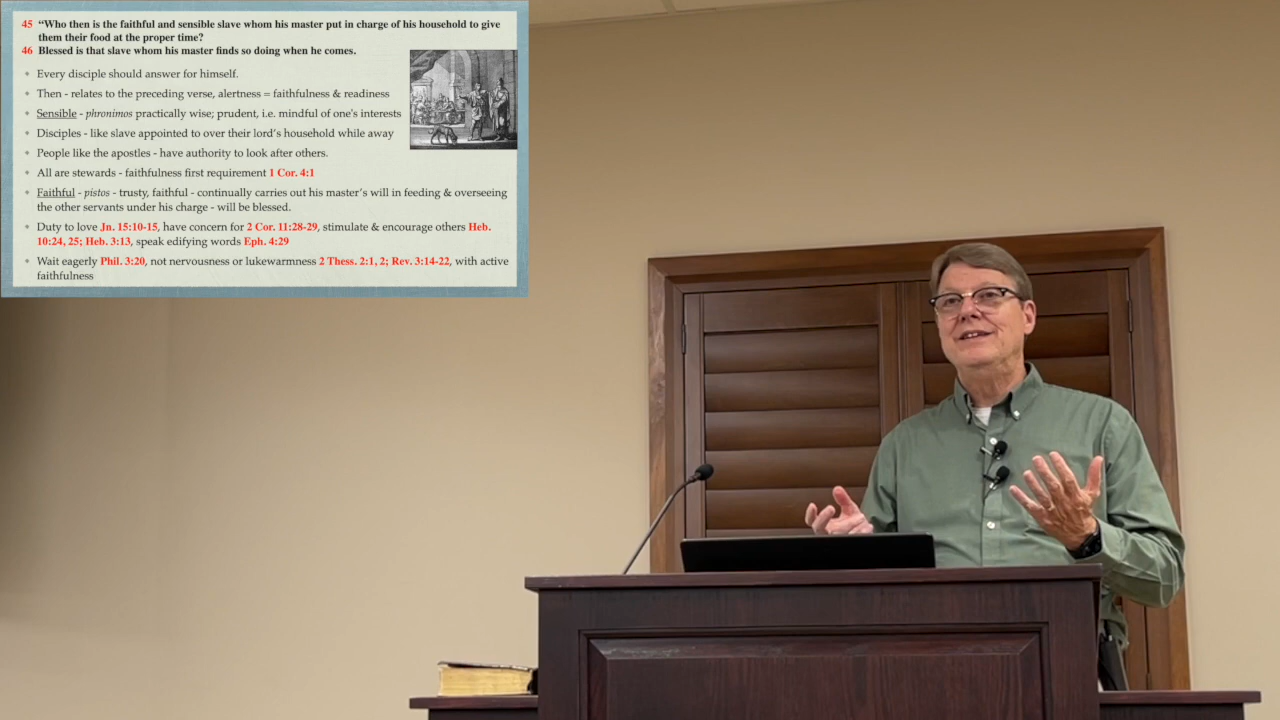 45 “Who then is the faithful and sensible slave whom his master put in charge of his household to give
them their food at the proper time?
46 Blessed is that slave whom his master finds so doing when he comes.
• Every disciple should answer for himself.
• Then - relates to the preceding verse, alertness = faithfulness & readiness
• Sensible - phronimos practically wise; prudent, i.e. mindful of one's interests
• Disciples - like slave appointed to over their lord’s household while away
• People like the apostles - have authority to look after others.
• All are stewards - faithfulness first requirement 1 Cor. 4:1
• Faithful - pistos - trusty, faithful - continually carries out his master’s will in feeding & overseeing
the other servants under his charge - will be blessed.
• Duty to love Jn. 15:10-15, have concern for 2 Cor. 11:28-29, stimulate & encourage others Heb.
10:24, 25; Heb. 3:13, speak edifying words Eph. 4:29
• Wait eagerly Phil. 3:20, not nervousness or lukewarmness 2 Thess. 2:1, 2; Rev. 3:14-22, with active
faithfulness